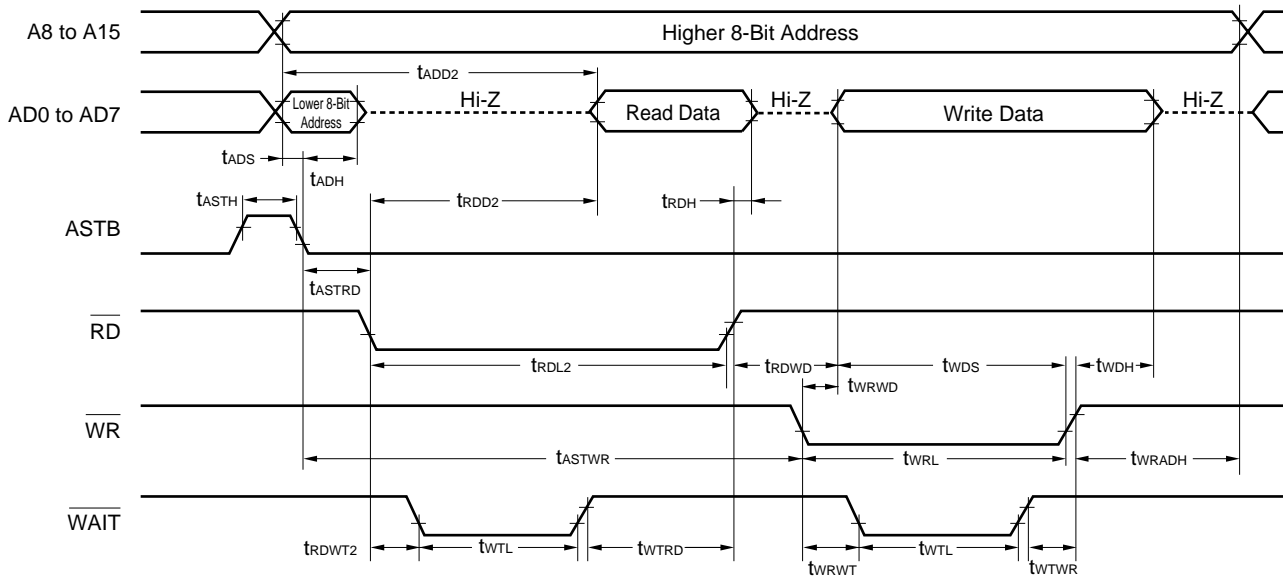 A8 to A15
Higher 8-Bit Address
tADD2
AD0 to AD7
Lower 8-Bit
Address
Hi-Z
Read Data
Hi-Z
Write Data
Hi-Z
tADS
tADH
tASTH
tRDD2
tRDH
ASTB
tASTRD
RD
tRDL2
tRDWD
tWDS
tWDH
tWRWD
WR
tASTWR
tWRL
tWRADH
WAIT
tRDWT2
tWTL
tWTRD
tWRWT
tWTL
tWTWR